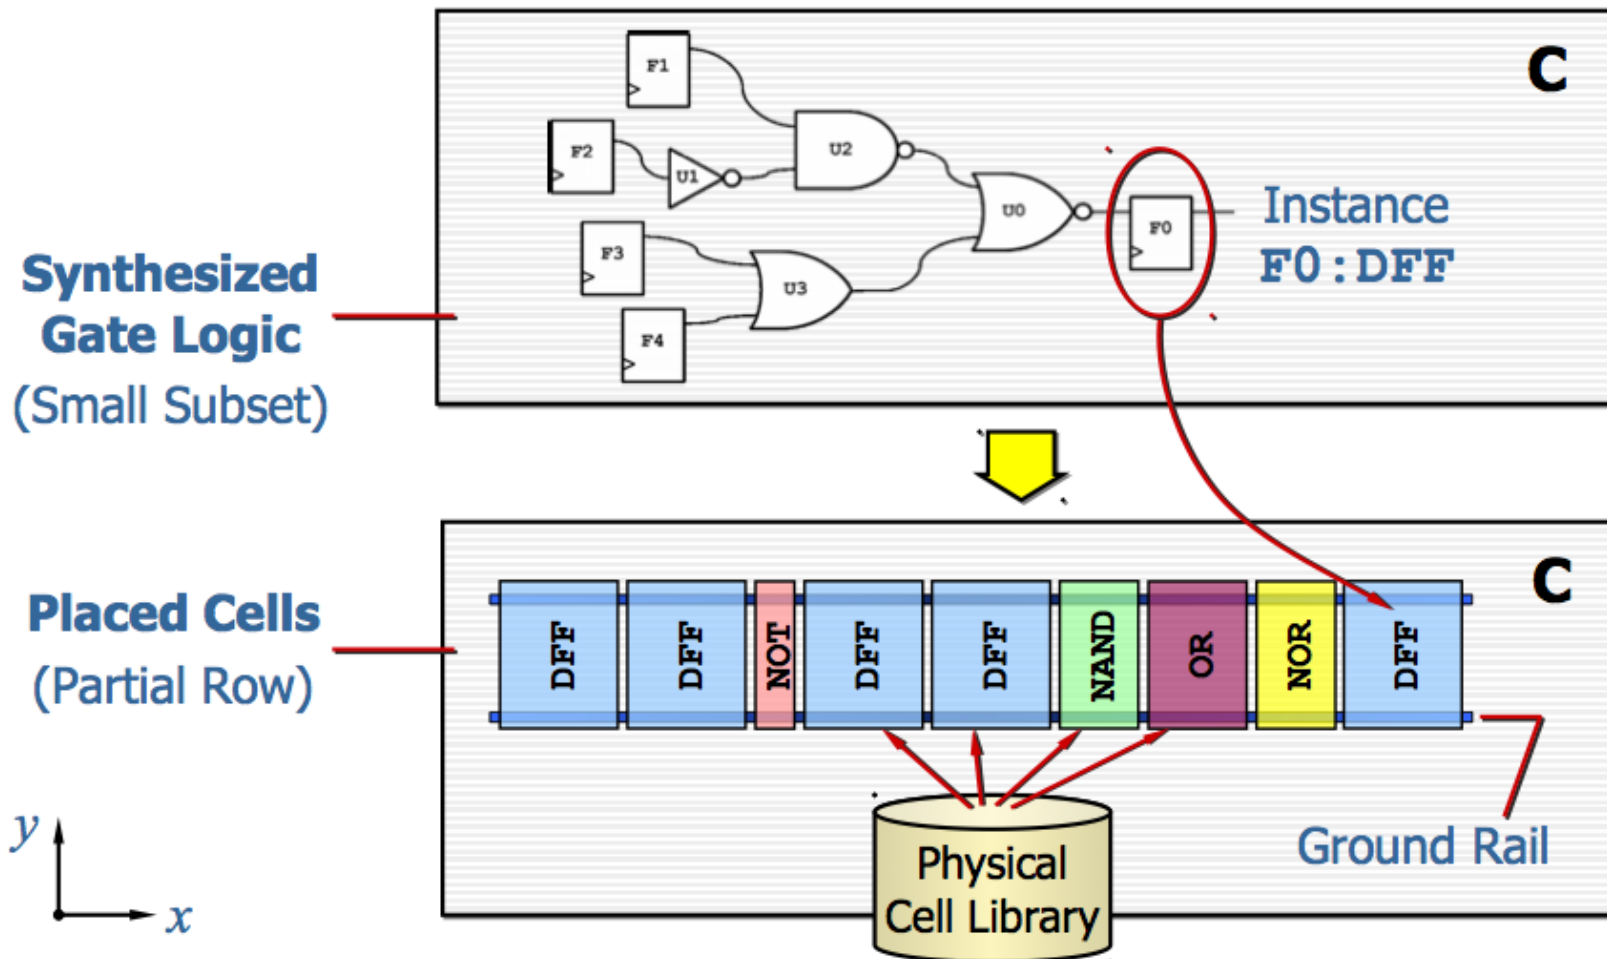 C
F1
F2
U1
U2
F3
U3
F4
U0
F0
Instance
F0:DFF
Synthesized
Gate Logic
(Small Subset)
C
Placed Cells
(Partial Row)
DFF
DFF
NOT
DFF
DFF
NAND
OR
NOR
DFF
Physical
Cell Library
Ground Rail
y
x